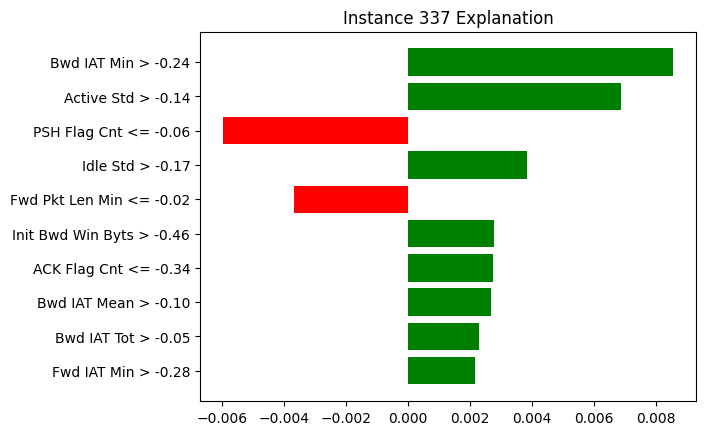 Instance 337 Explanation
Bwd IAT Min > -0.24
Active Std > -0.14
PSH Flag Cnt <= -0.06
Idle Std > -0.17
Fwd Pkt Len Min <= -0.02
Init Bwd Win Byts > -0.46
ACK Flag Cnt <= -0.34
Bwd IAT Mean > -0.10
Bwd IAT Tot > -0.05
Fwd IAT Min > -0.28
−0.006 −0.004 −0.002 0.000 0.002 0.004 0.006 0.008